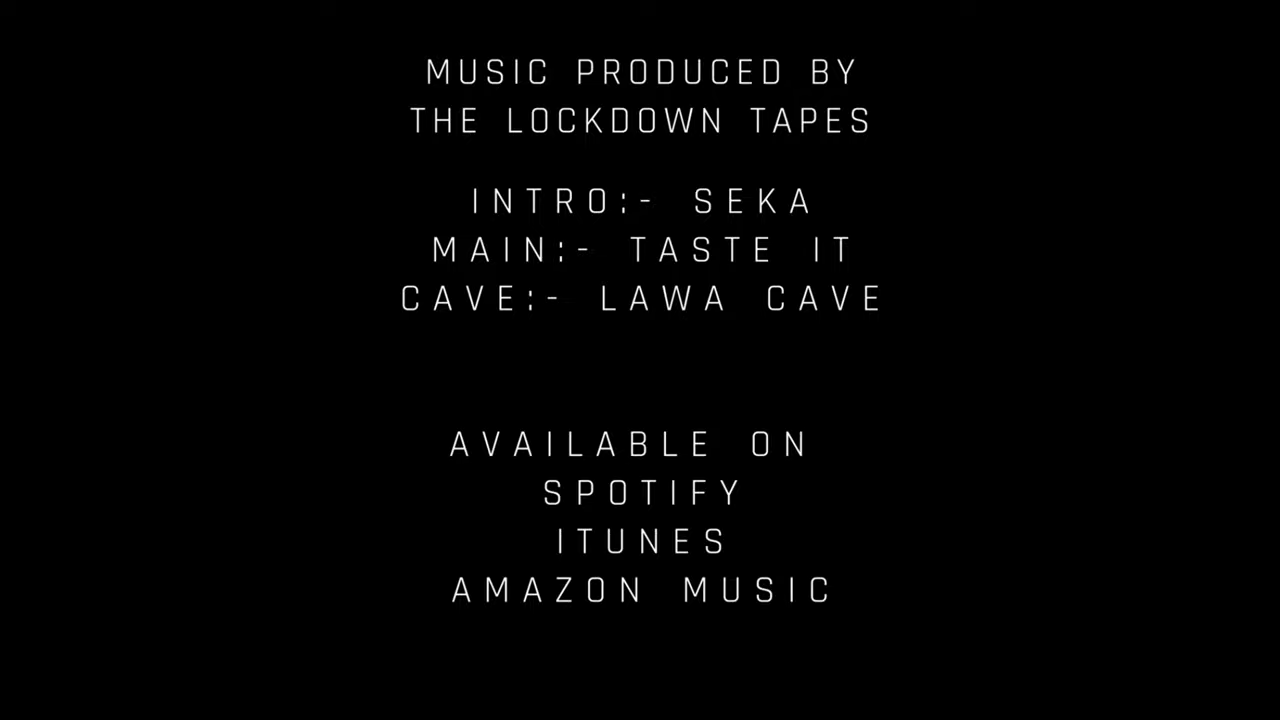 MUSIC PRODUCED BY
THE LOCKDOWN TAPES
INTRO:- SEKA
MAIN:- TASTE IT
CAVE:- LAWA CAVE
AVAILABLE ON
SPOTIFY
ITUNES
AMAZON MUSIC